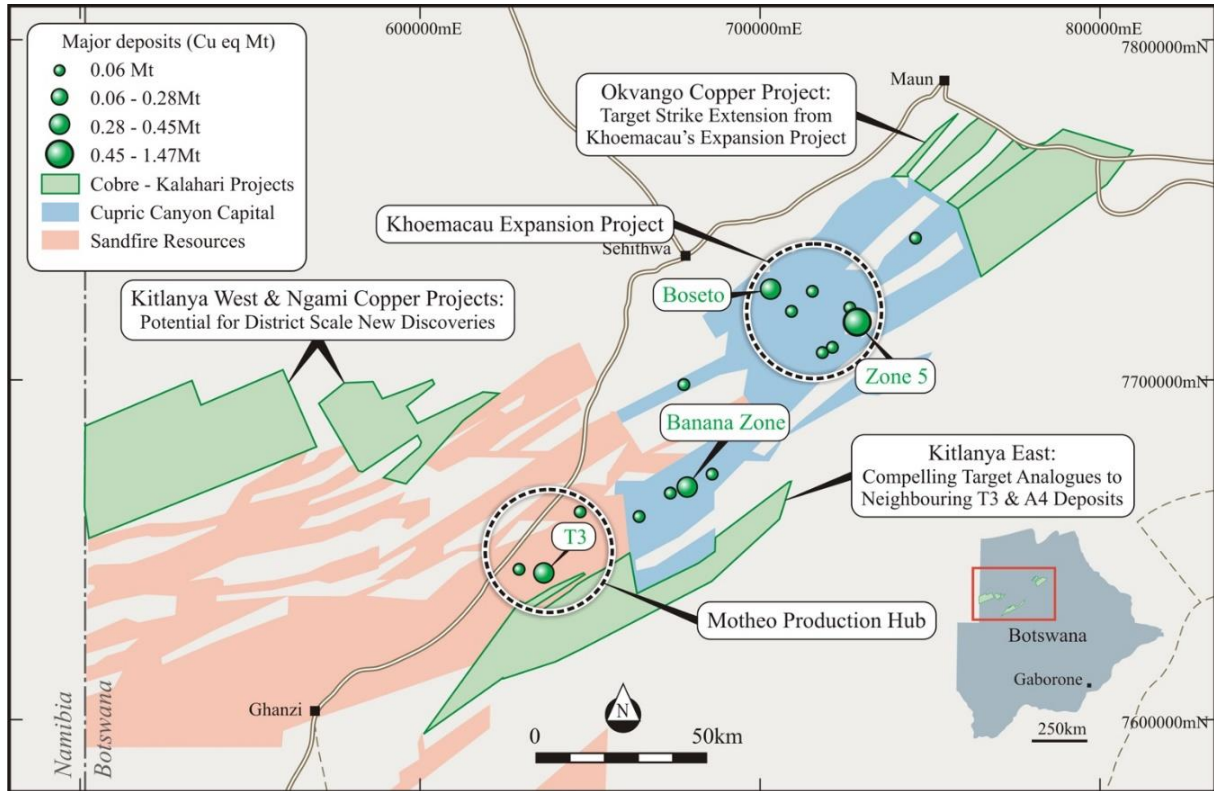 600000mE
700000mE
800000mE
7800000mN
Major deposits (Cu eq Mt)
0.06 Mt
0.06 - 0.28Mt
0.28 - 0.45Mt
0.45 - 1.47Mt
Cobre - Kalahari Projects
Cupric Canyon Capital
Sandfire Resources
Maun
Okvango Copper Project:
Target Strike Extension from
Khoemacau's Expansion Project
Khoemacau Expansion Project
Sehithwa
Boseto
Zone 5
Kitlanya West & Ngami Copper Projects:
Potential for District Scale New Discoveries
7700000mN
Banana Zone
Kitlanya East:
Compelling Target Analogues to
Neighbouring T3 & A4 Deposits
T3
Motheo Production Hub
Botswana
Gaborone
250km
Ghanzi
N
0
50km
7600000mN
Namibia
Botswana